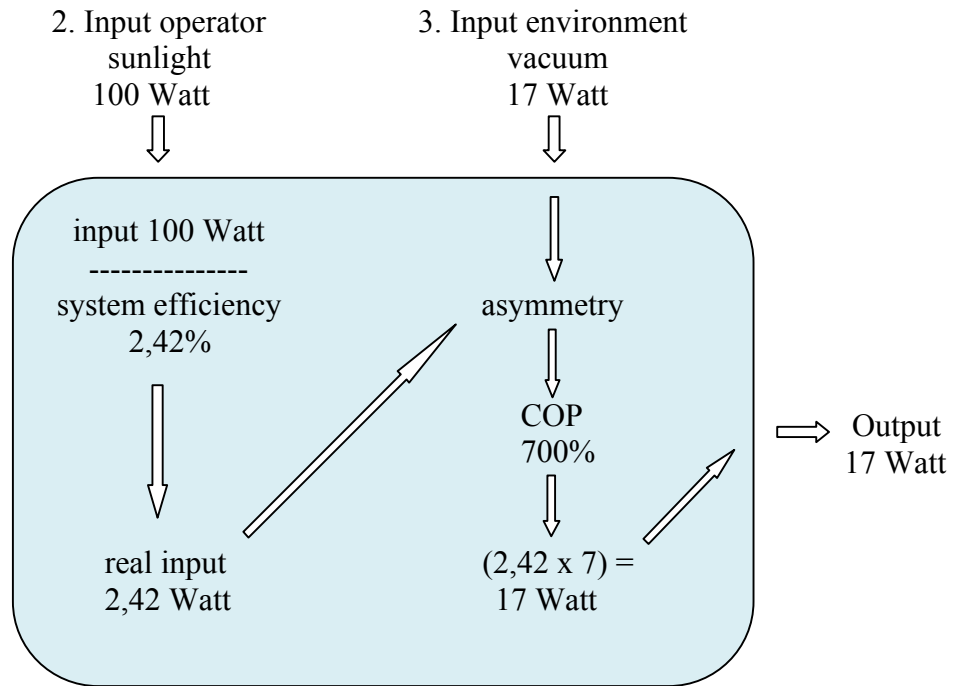 2. Input operator
sunlight
100 Watt
3. Input environment
vacuum
17 Watt
input 100 Watt
---------------
system efficiency
2,42%
real input
2,42 Watt
asymmetry
COP
700%
(2,42 x 7) =
17 Watt
Output
17 Watt